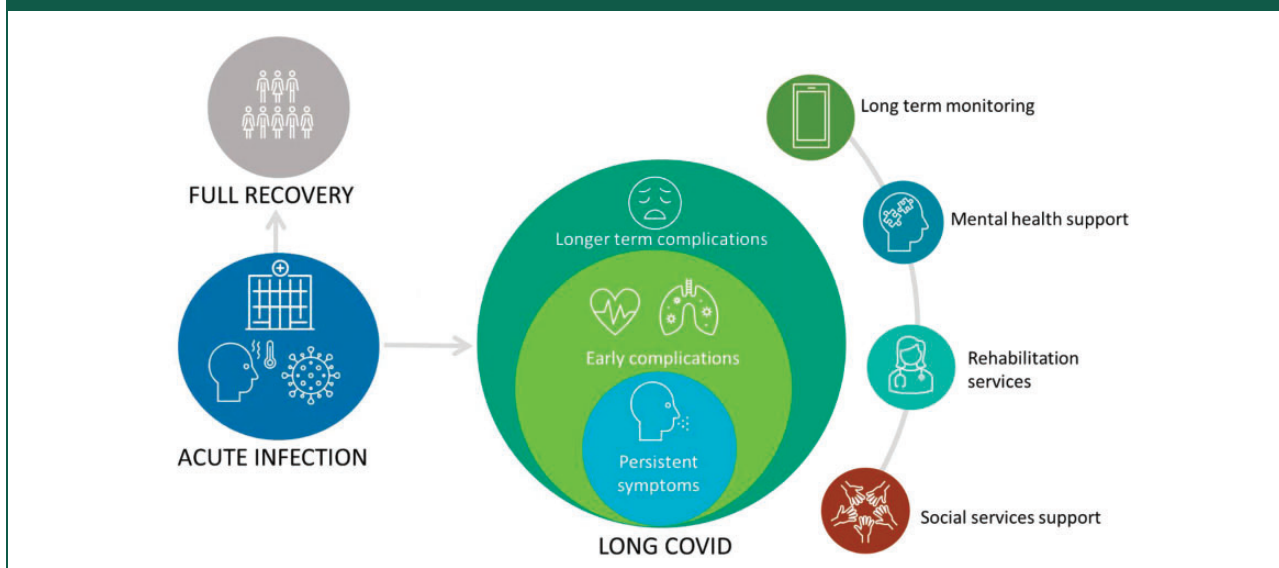 FULL RECOVERY
ACUTE INFECTION
Longer term complications
Early complications
Persistent
symptoms
LONG COVID
Long term monitoring
Mental health support
Rehabilitation
services
Social services support